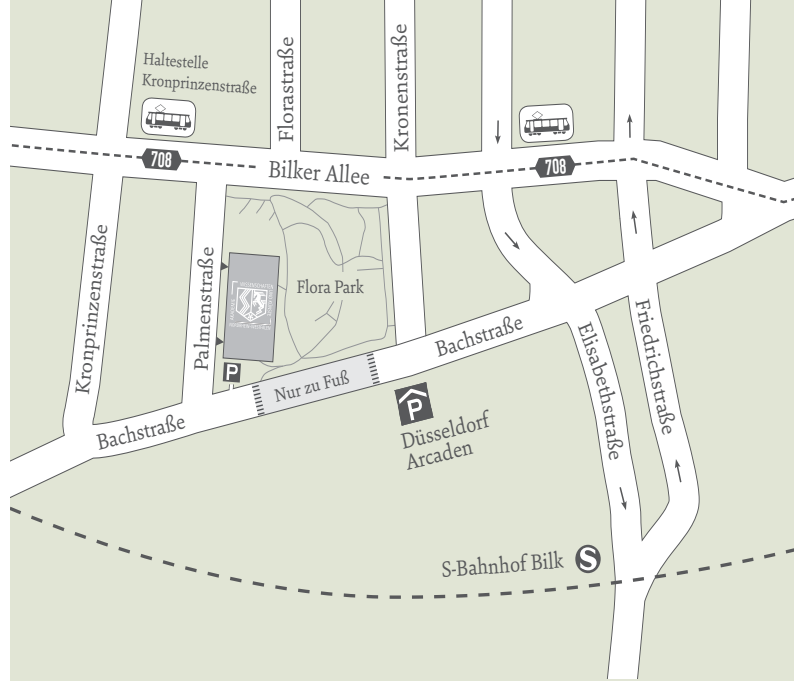 Haltestelle
Kronprinzenstraße
Florastraße
Kronenstraße
708
Bilker Allee
708
Kronprinzenstraße
Palmenstraße
Flora Park
P
Nur zu Fuß
Bachstraße
Bachstraße
P
Düsseldorf
Arcaden
Elisabethstraße
Friedrichstraße
S-Bahnhof Bilk
S